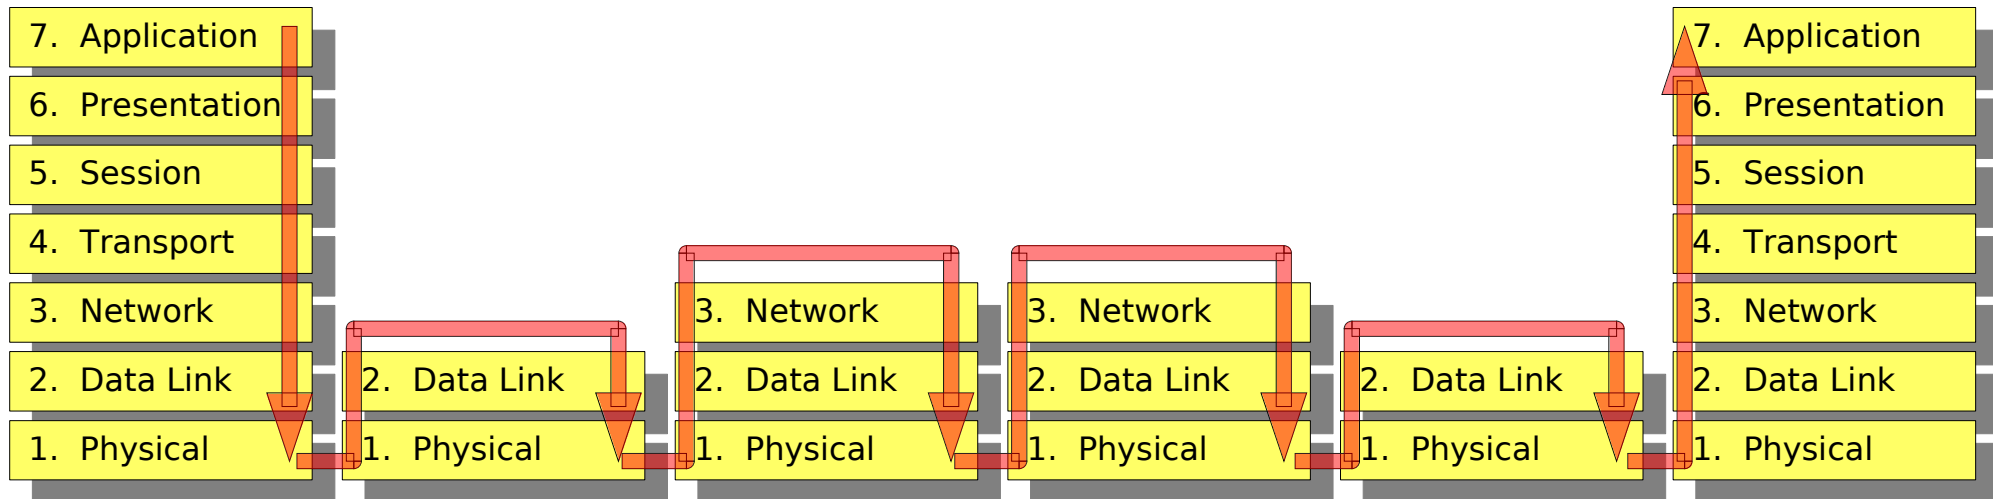 7. Application
6. Presentation
5. Session
4. Transport
3. Network
2. Data Link
1. Physical
2. Data Link
1. Physical
3. Network
2. Data Link
1. Physical
3. Network
2. Data Link
1. Physical
2. Data Link
1. Physical
7. Application
6. Presentation
5. Session
4. Transport
3. Network
2. Data Link
1. Physical